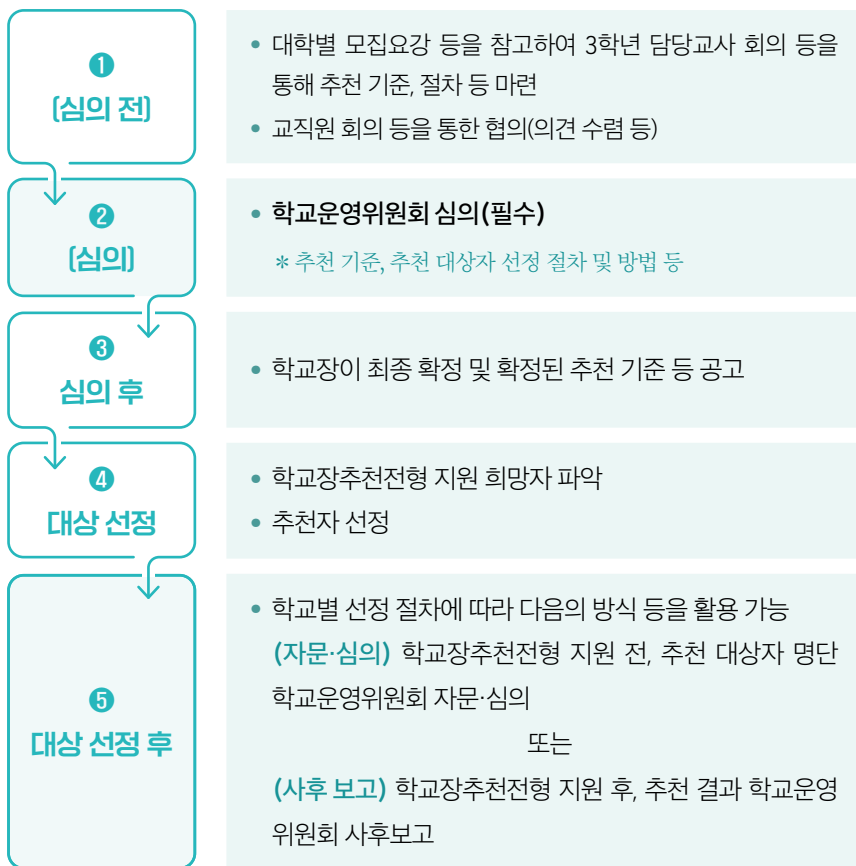 ❶
(심의 전)
• 대학별 모집요강 등을 참고하여 3학년 담당교사 회의 등을
통해 추천 기준, 절차 등 마련
• 교직원 회의 등을 통한 협의(의견 수렴 등)
❷
(심의)
• 학교운영위원회 심의(필수)
* 추천 기준, 추천 대상자 선정 절차 및 방법 등
❸
심의 후
• 학교장이 최종 확정 및 확정된 추천 기준 등 공고
❹
대상 선정
• 학교장추천전형 지원 희망자 파악
• 추천자 선정
❺
대상 선정 후
• 학교별 선정 절차에 따라 다음의 방식 등을 활용 가능
(자문·심의) 학교장추천전형 지원 전, 추천 대상자 명단
학교운영위원회 자문·심의
또는
(사후 보고) 학교장추천전형 지원 후, 추천 결과 학교운영
위원회 사후보고